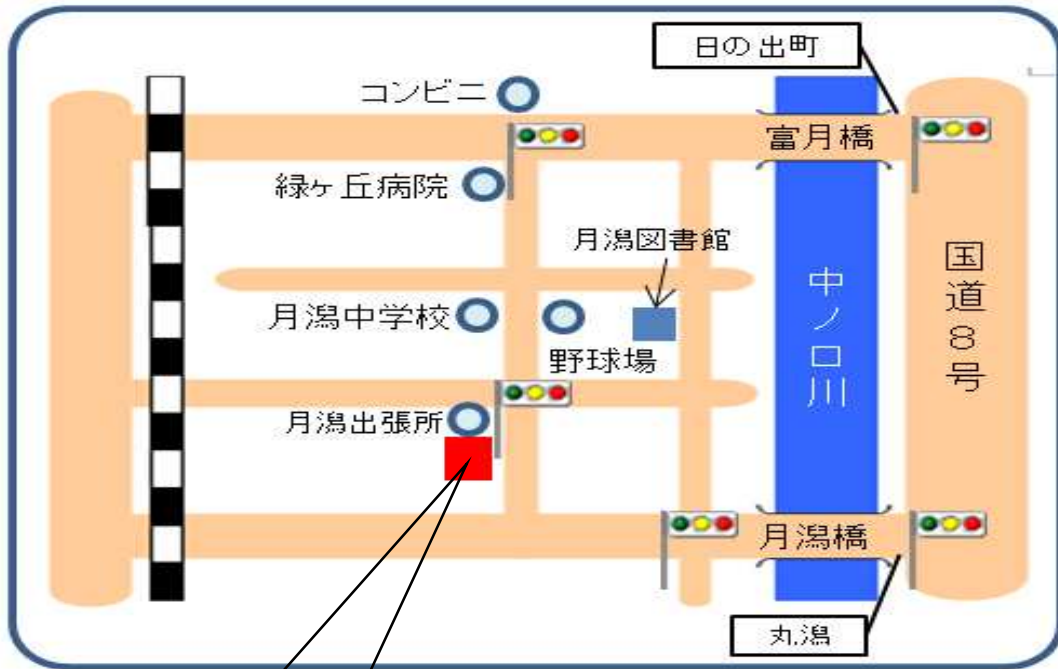 日の出町
コンビニ
富月橋
緑ヶ丘病院
月潟図書館
国道8号
中ノ口川
月潟中学校
野球場
月潟出張所
月潟橋
丸潟